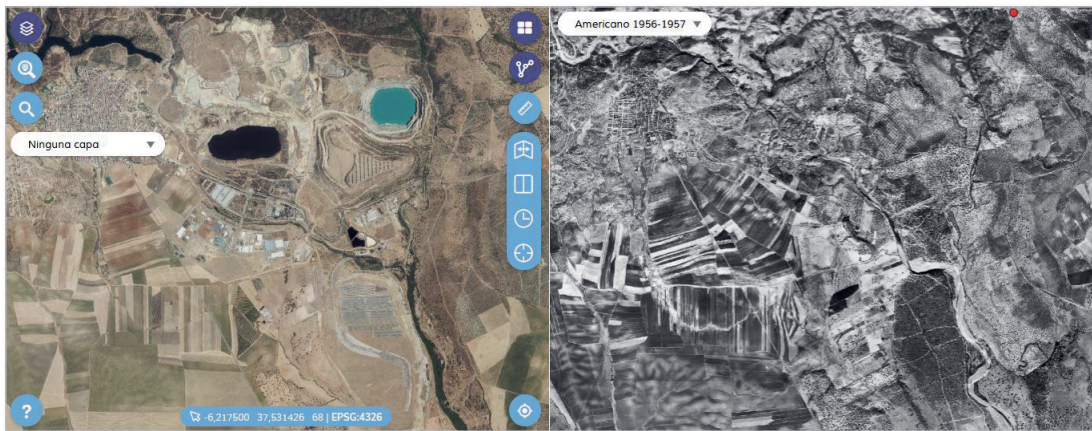 Americano 1956-1957 ▼
Ninguna capa ▼
? -6,217500 37,531426 68 | EPSG:4326